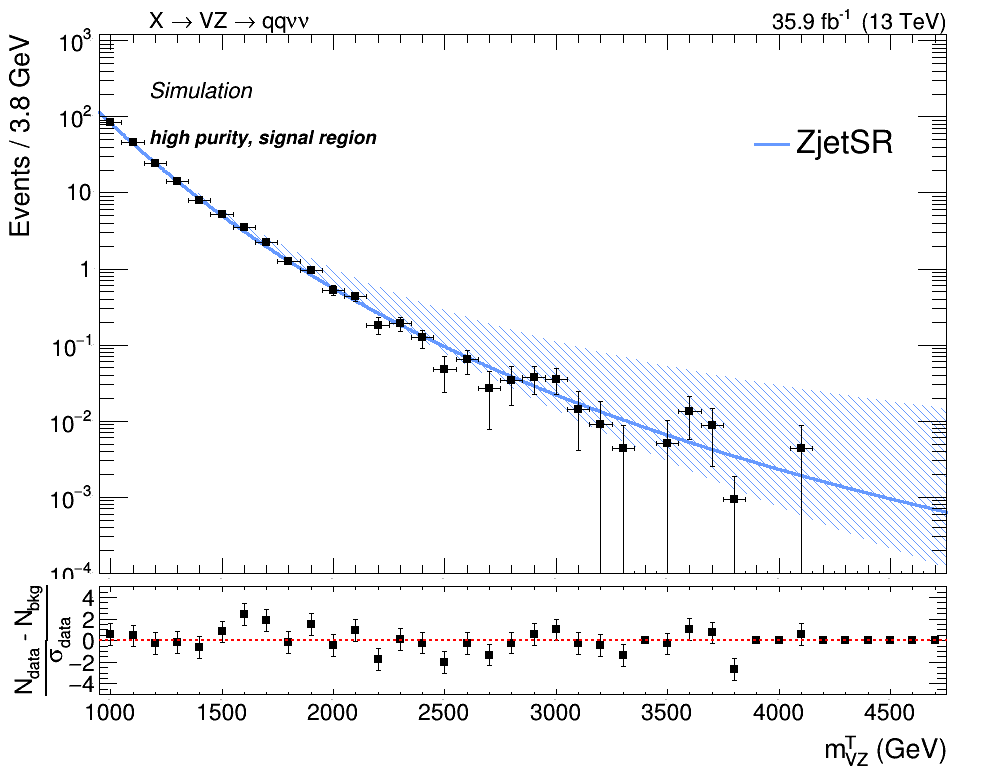 X → VZ → qqνν
35.9 fb⁻¹ (13 TeV)
Events / 3.8 GeV
10³
10²
10
1
10⁻¹
10⁻²
10⁻³
10⁻⁴
Simulation
high purity, signal region
ZjetSR
N_data - N_bkg
σ_data
4
2
0
−2
−4
1000 1500 2000 2500 3000 3500 4000 4500
m^T_VZ (GeV)